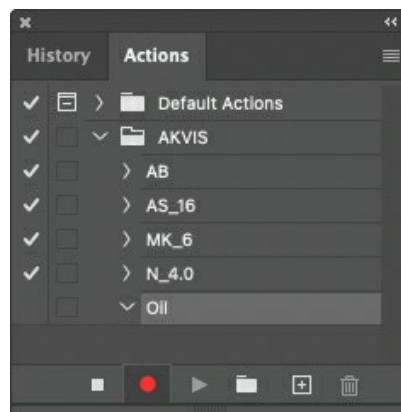 History Actions
Default Actions
AKVIS
AB
AS_16
MK_6
N_4.0
Oil